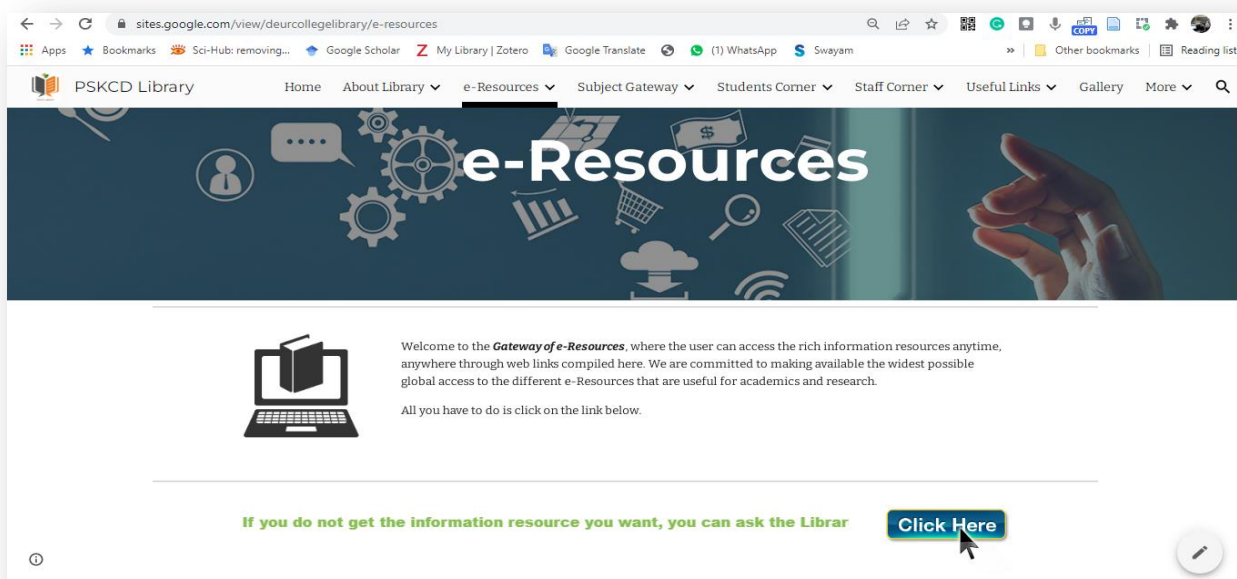 sites.google.com/view/deurcollegelibrary/e-resources
COPY
Apps Bookmarks Sci-Hub: removing... Google Scholar Z My Library | Zotero Google Translate (1) WhatsApp S Swayam » Other bookmarks Reading list
PSKCD Library Home About Library e-Resources Subject Gateway Students Corner Staff Corner Useful Links Gallery More
$
e-Resources
Welcome to the Gateway of e-Resources, where the user can access the rich information resources anytime,
anywhere through web links compiled here. We are committed to making available the widest possible
global access to the different e-Resources that are useful for academics and research.
All you have to do is click on the link below.
If you do not get the information resource you want, you can ask the Librar Click Here